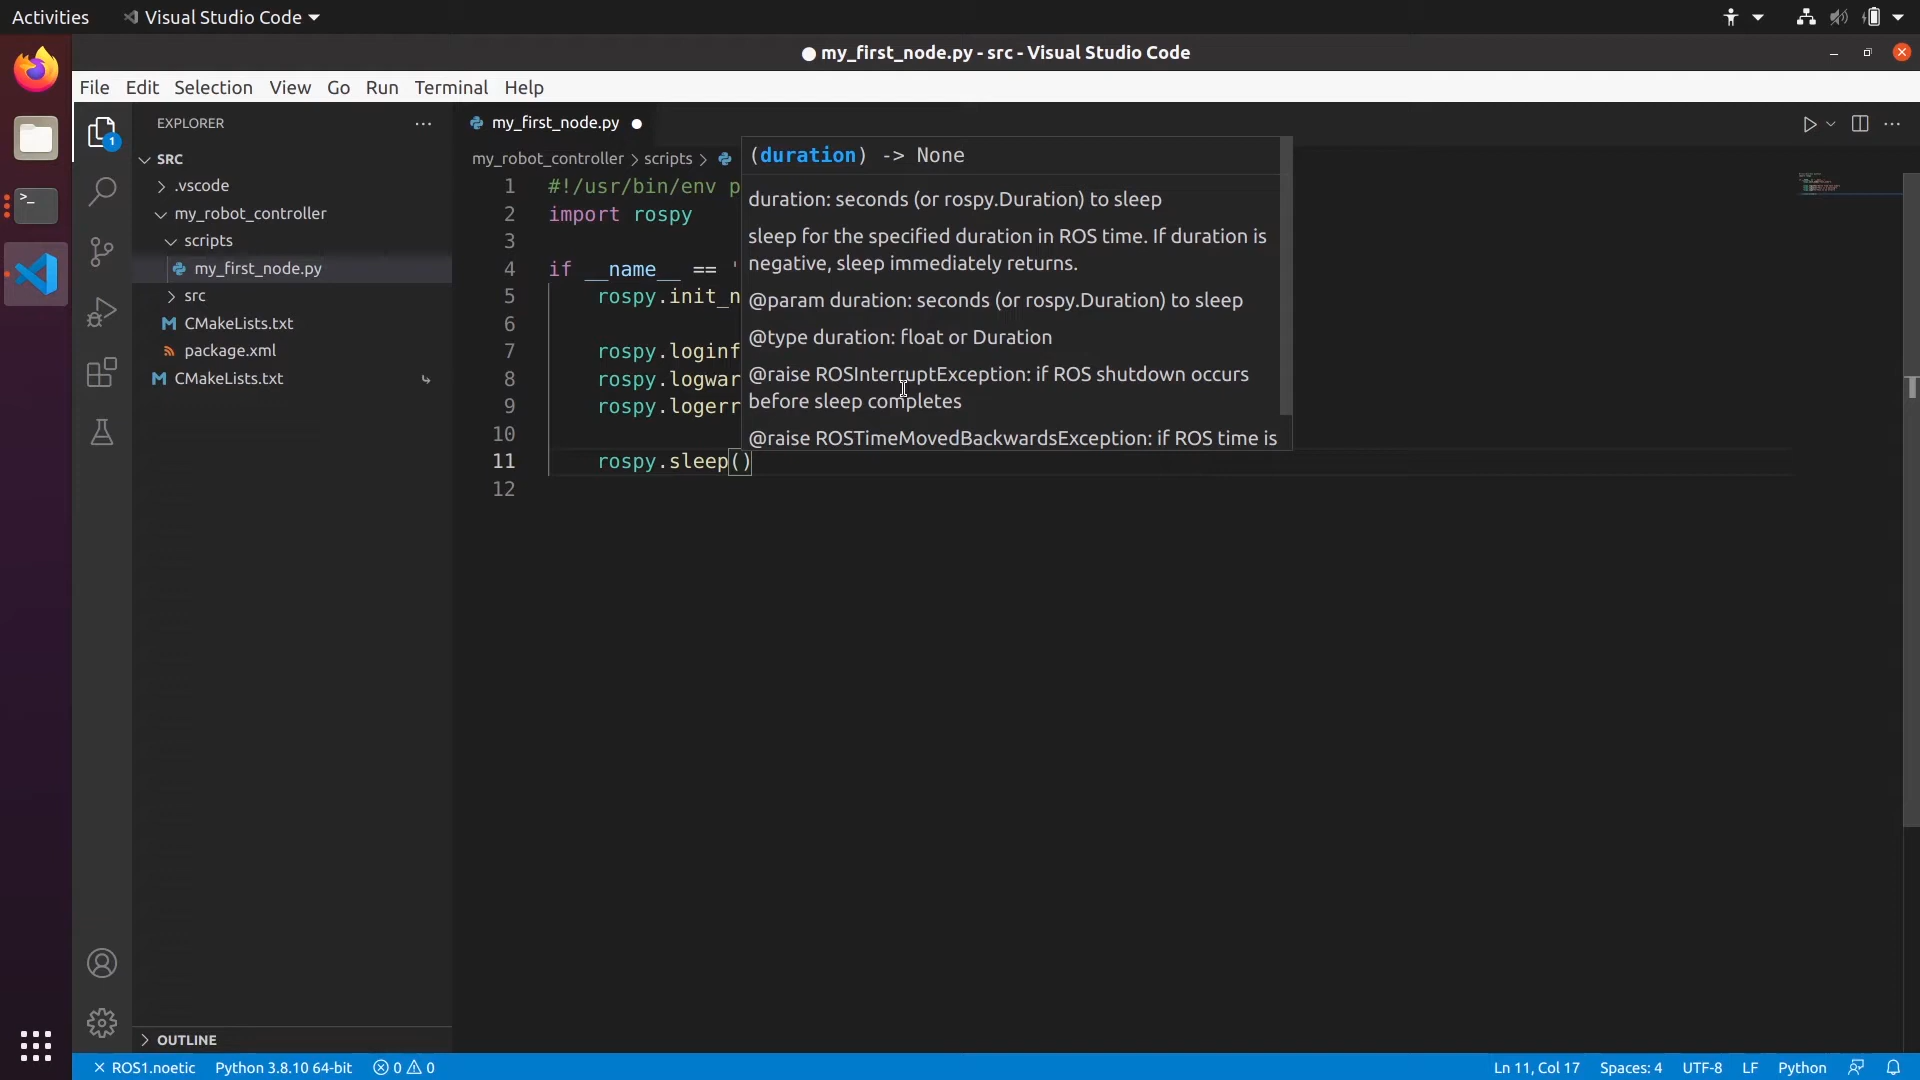 Activities
Visual Studio Code
my_first_node.py - src - Visual Studio Code
File Edit Selection View Go Run Terminal Help
EXPLORER
my_first_node.py
SRC
.vscode
my_robot_controller
scripts
my_first_node.py
src
CMakeLists.txt
package.xml
CMakeLists.txt
OUTLINE
1
my_robot_controller > scripts >
1 #!/usr/bin/env p
2 import rospy
3
4 if __name__ == '
5 rospy.init_n
6
7 rospy.loginf
8 rospy.logwar
9 rospy.logerr
10
11 rospy.sleep()
12
(duration) -> None
duration: seconds (or rospy.Duration) to sleep
sleep for the specified duration in ROS time. If duration is
negative, sleep immediately returns.
@param duration: seconds (or rospy.Duration) to sleep
@type duration: float or Duration
@raise ROSInterruptException: if ROS shutdown occurs
before sleep completes
@raise ROSTimeMovedBackwardsException: if ROS time is
ROS1.noetic Python 3.8.10 64-bit 0 0 Ln 11, Col 17 Spaces: 4 UTF-8 LF Python